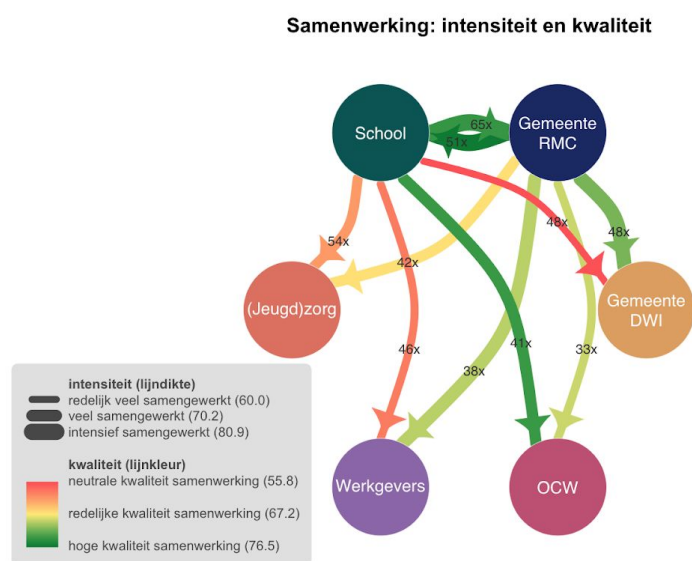 Samenwerking: intensiteit en kwaliteit
School
Gemeente
RMC
65x
51x
54x
42x
48x
48x
(Jeugd)zorg
Gemeente
DWI
46x
38x
41x
33x
Werkgevers
OCW
intensiteit (lijndikte)
redelijk veel samengewerkt (60.0)
veel samengewerkt (70.2)
intensief samengewerkt (80.9)
kwaliteit (lijnkleur)
neutrale kwaliteit samenwerking (55.8)
redelijke kwaliteit samenwerking (67.2)
hoge kwaliteit samenwerking (76.5)